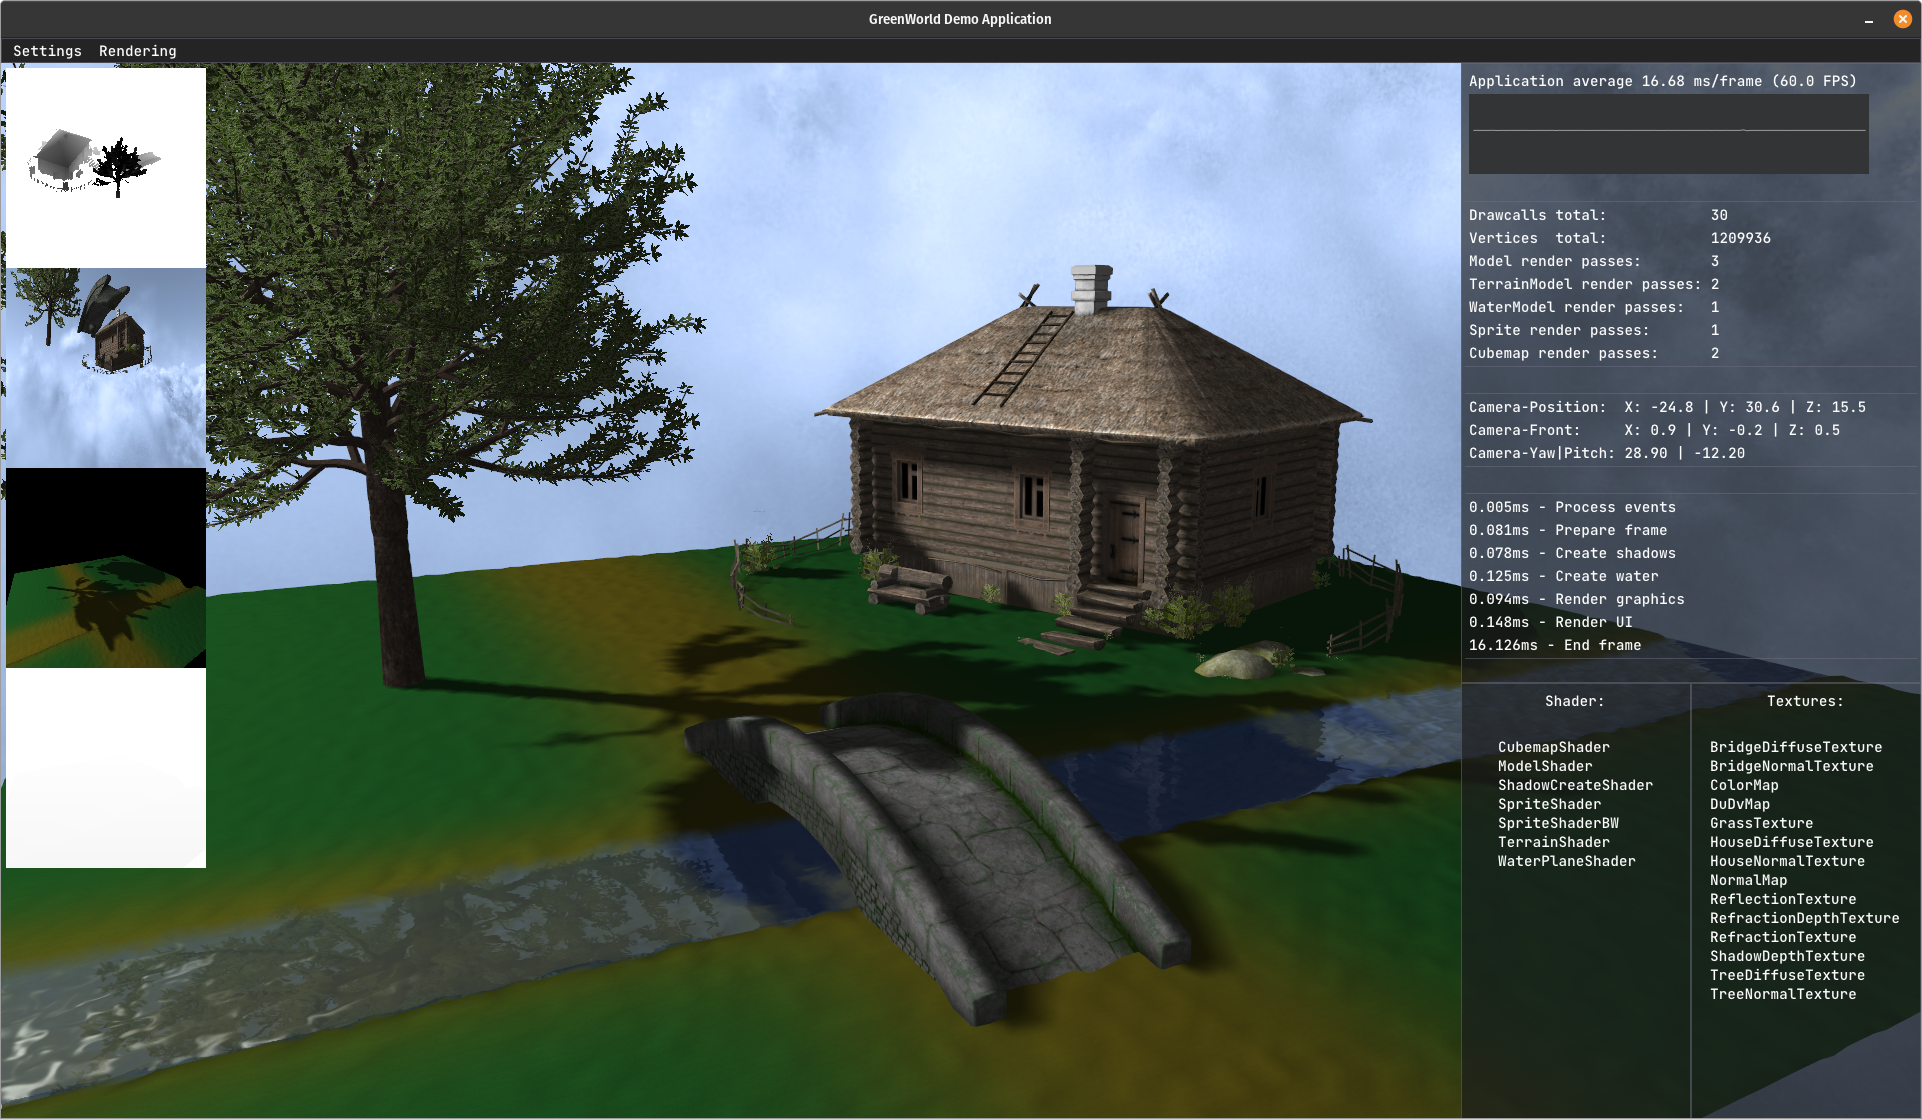 GreenWorld Demo Application
Settings Rendering
Application average 16.68 ms/frame (60.0 FPS)
Drawcalls total: 30
Vertices  total: 1209936
Model render passes: 3
TerrainModel render passes: 2
WaterModel render passes: 1
Sprite render passes: 1
Cubemap render passes: 2
Camera-Position: X: -24.8 | Y: 30.6 | Z: 15.5
Camera-Front: X: 0.9 | Y: -0.2 | Z: 0.5
Camera-Yaw|Pitch: 28.90 | -12.20
0.005ms - Process events
0.081ms - Prepare frame
0.078ms - Create shadows
0.125ms - Create water
0.094ms - Render graphics
0.148ms - Render UI
16.126ms - End frame
Shader:
CubemapShader
ModelShader
ShadowCreateShader
SpriteShader
SpriteShaderBW
TerrainShader
WaterPlaneShader
Textures:
BridgeDiffuseTexture
BridgeNormalTexture
ColorMap
DuDvMap
GrassTexture
HouseDiffuseTexture
HouseNormalTexture
NormalMap
ReflectionTexture
RefractionDepthTexture
RefractionTexture
ShadowDepthTexture
TreeDiffuseTexture
TreeNormalTexture